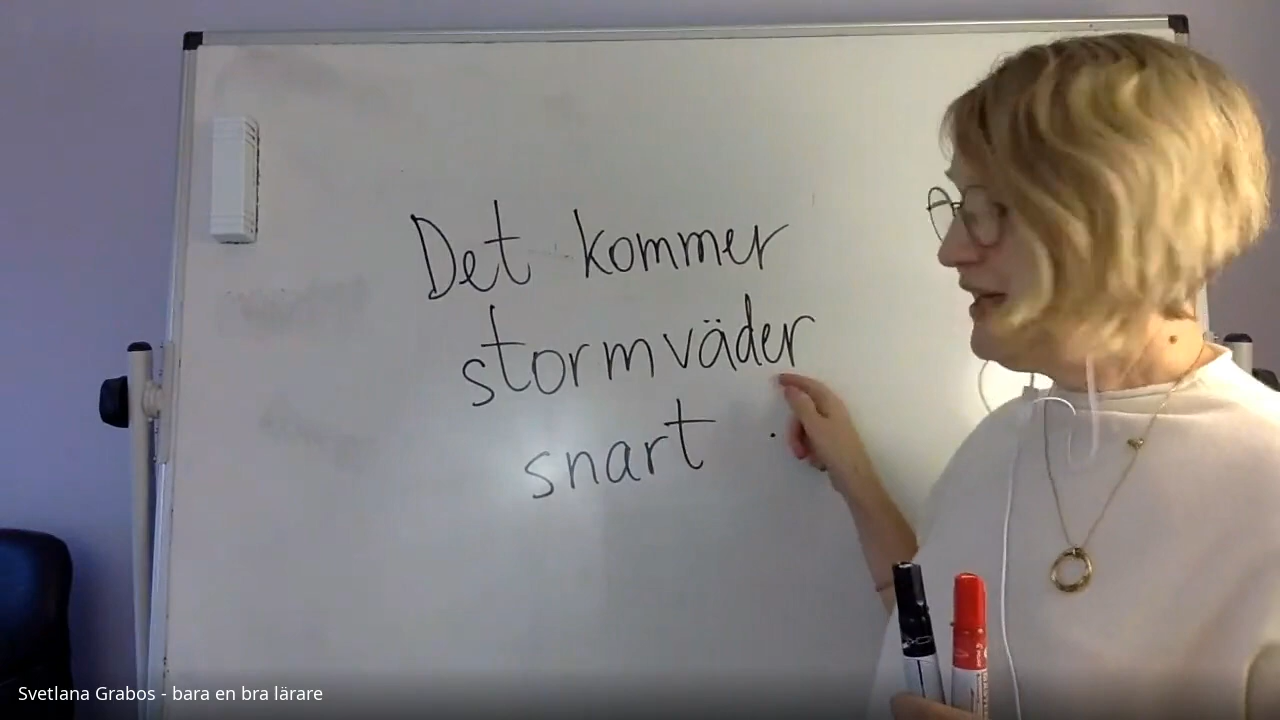 Det kommer
stormväder
snart .
Svetlana Grabos - bara en bra lärare